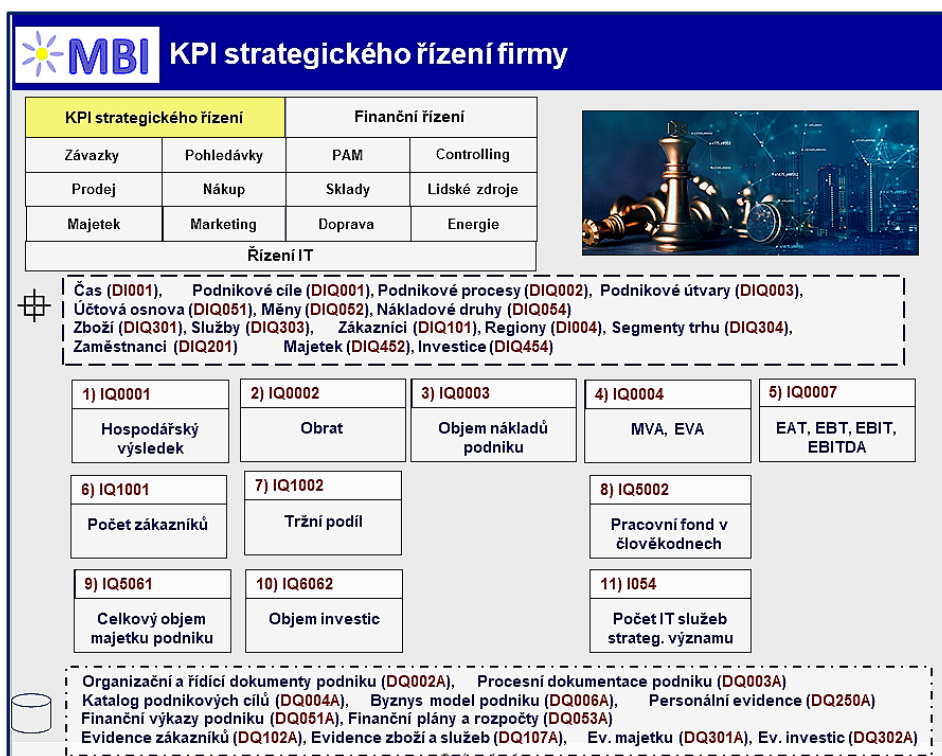 MBI KPI strategického řízení firmy
KPI strategického řízení Finanční řízení
Závazky Pohledávky PAM Controlling
Prodej Nákup Sklady Lidské zdroje
Majetek Marketing Doprava Energie
Řízení IT
Čas (DI001), Podnikové cíle (DIQ001), Podnikové procesy (DIQ002), Podnikové útvary (DIQ003),
Účtová osnova (DIQ051), Měny (DIQ052), Nákladové druhy (DIQ054)
Zboží (DIQ301), Služby (DIQ303), Zákazníci (DIQ101), Regiony (DI004), Segmenty trhu (DIQ304),
Zaměstnanci (DIQ201) Majetek (DIQ452), Investice (DIQ454)
1) IQ0001
Hospodářský
výsledek
2) IQ0002
Obrat
3) IQ0003
Objem nákladů
podniku
4) IQ0004
MVA, EVA
5) IQ0007
EAT, EBT, EBIT,
EBITDA
6) IQ1001
Počet zákazníků
7) IQ1002
Tržní podíl
8) IQ5002
Pracovní fond v
člověkodnech
9) IQ5061
Celkový objem
majetku podniku
10) IQ6062
Objem investic
11) I054
Počet IT služeb
strateg. významu
Organizační a řídící dokumenty podniku (DQ002A), Procesní dokumentace podniku (DQ003A)
Katalog podnikových cílů (DQ004A), Byznys model podniku (DQ006A), Personální evidence (DQ250A)
Finanční výkazy podniku (DQ051A), Finanční plány a rozpočty (DQ053A)
Evidence zákazníků (DQ102A), Evidence zboží a služeb (DQ107A), Ev. majetku (DQ301A), Ev. investic (DQ302A)